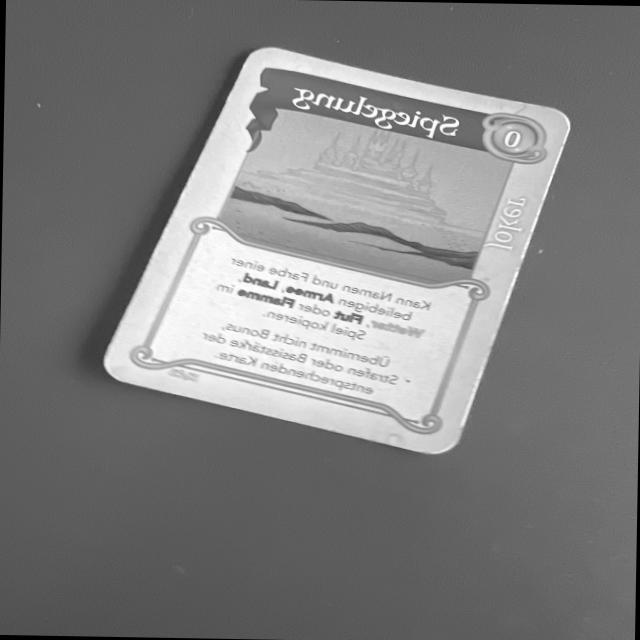 0
Spiegelung
Joker
Kann Namen und Farbe einer
beliebigen Armee, Land,
Wetter, Flut oder Flamme im
Spiel kopieren.
Übernimmt nicht Bonus,
Strafen oder Basisstärke der
entsprechenden Karte.